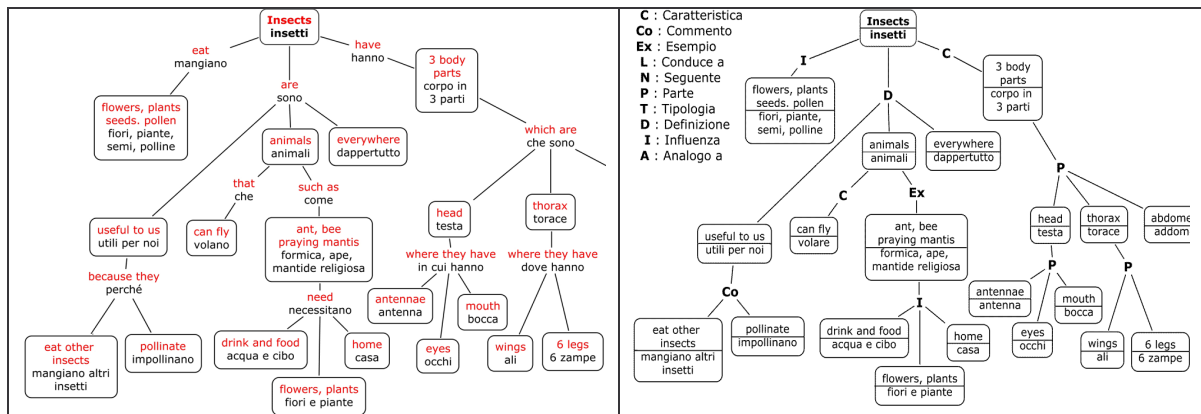 Insects
insetti
eat
mangiano
have
hanno
are
sono
3 body
parts
corpo a
3 parti
flowers, plants
seeds. pollen
fiori, piante,
semi, polline
animals
animali
everywhere
dappertutto
which are
che sono
that
che
such as
come
useful to us
utili per noi
can fly
volano
ant, bee
praying mantis
formica, ape,
mantide religiosa
head
testa
thorax
torace
because they
perché
where they have
in cui hanno
where they have
dove hanno
need
necessitano
antennae
antenna
mouth
bocca
eat other
insects
mangiano altri
insetti
pollinate
impollinano
drink and food
acqua e cibo
home
casa
eyes
occhi
wings
ali
6 legs
6 zampe
flowers, plants
fiori e piante
C : Caratteristica
Co : Commento
Ex : Esempio
L : Conduce a
N : Seguente
P : Parte
T : Tipologia
D : Definizione
I : Influenza
A : Analogo a
Insects
insetti
I
C
D
3 body
parts
corpo in
3 parti
flowers, plants
seeds. pollen
fiori, piante,
semi, polline
animals
animali
everywhere
dappertutto
C
Ex
P
useful to us
utili per noi
can fly
volare
ant, bee
praying mantis
formica, ape,
mantide religiosa
head
testa
thorax
torace
abdome
addom
Co
I
P
P
eat other
insects
mangiano altri
insetti
pollinate
impollinano
drink and food
acqua e cibo
home
casa
antennae
antenna
mouth
bocca
eyes
occhi
wings
ali
6 legs
6 zampe
flowers, plants
fiori e piante